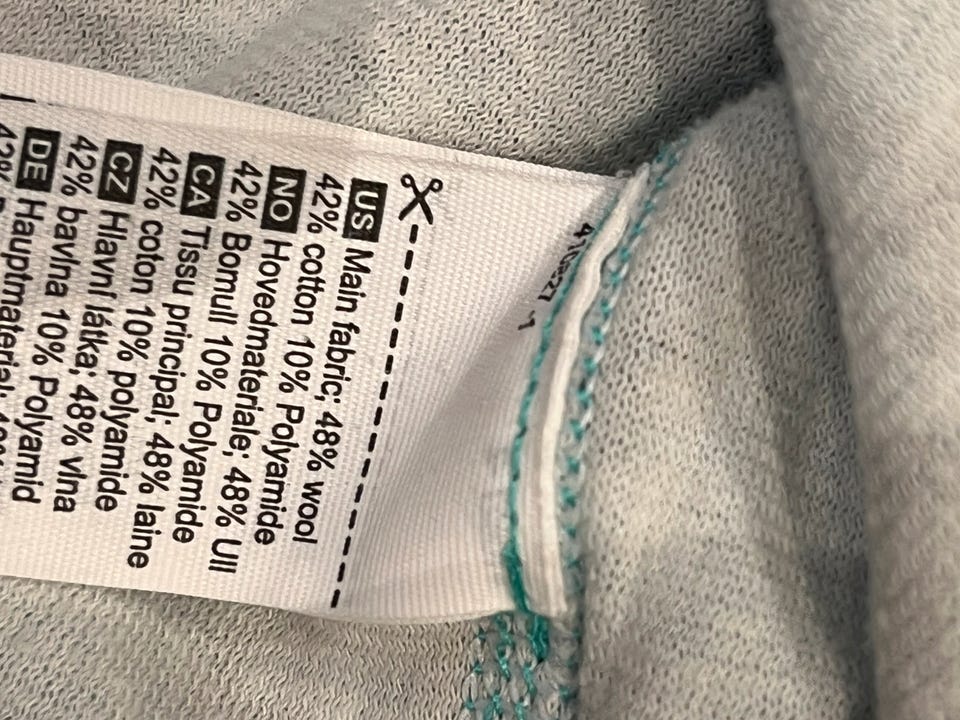 US Main fabric; 48% wool
42% cotton 10% Polyamide
NO Hovedmateriale; 48% Ull
42% Bomull 10% Polyamide
CA Tissu principal; 48% laine
42% coton 10% polyamide
CZ Hlavní látka; 48% vlna
42% bavlna 10% Polyamid
DE Hauptmaterial;
42%